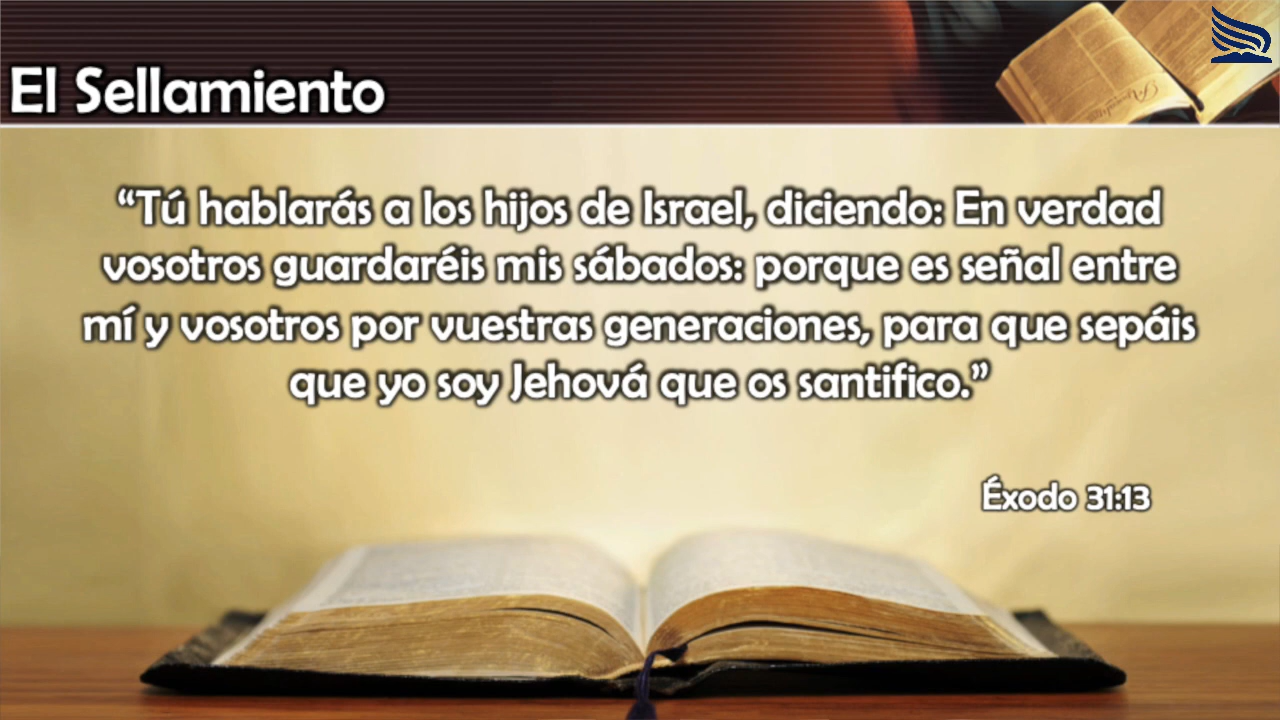 El Sellamiento
“Tú hablarás a los hijos de Israel, diciendo: En verdad
vosotros guardaréis mis sábados: porque es señal entre
mí y vosotros por vuestras generaciones, para que sepáis
que yo soy Jehová que os santifico.”
Éxodo 31:13